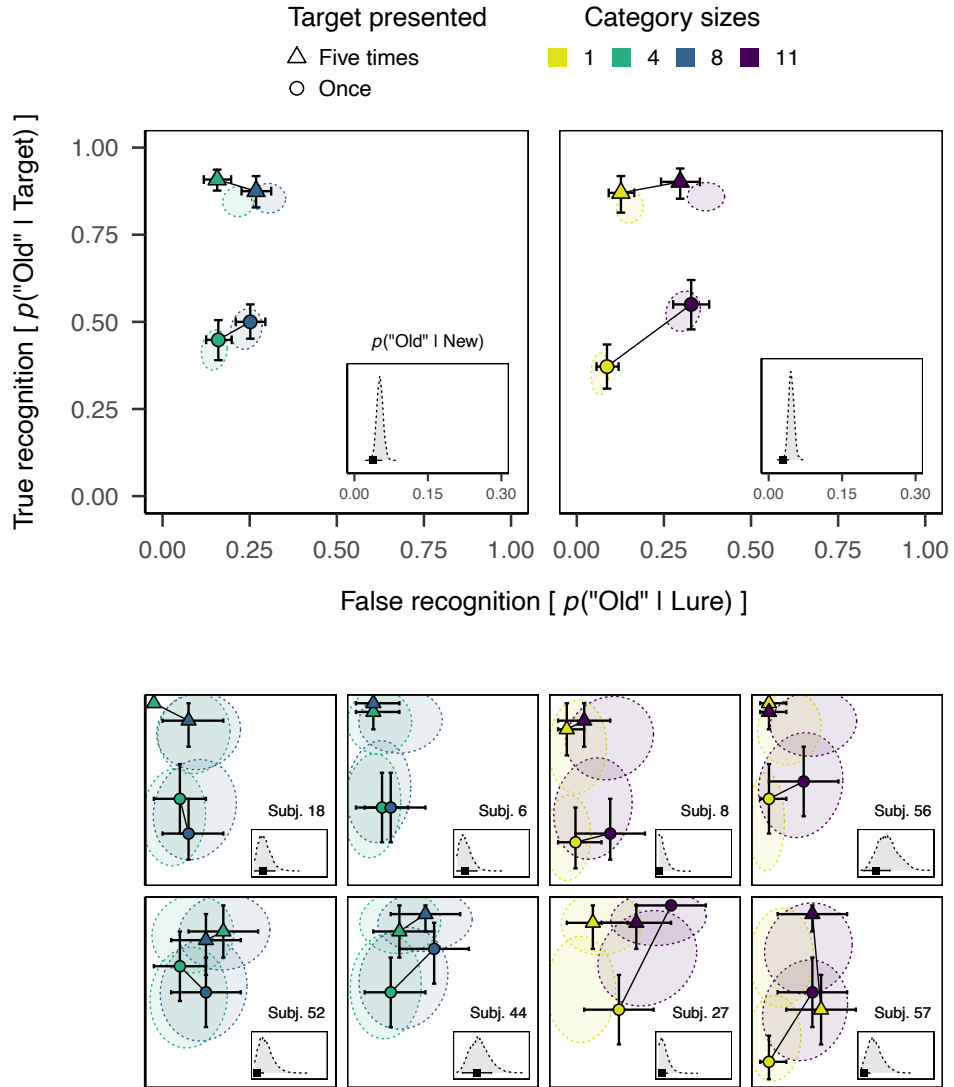 Target presented
Category sizes
Five times
1 4 8 11
Once
True recognition [ p("Old" | Target) ]
1.00
0.75
0.50
0.25
0.00
p("Old" | New)
0.00 0.15 0.30
0.00 0.15 0.30
0.00 0.25 0.50 0.75 1.00
0.00 0.25 0.50 0.75 1.00
False recognition [ p("Old" | Lure) ]
Subj. 18
Subj. 6
Subj. 8
Subj. 56
Subj. 52
Subj. 44
Subj. 27
Subj. 57